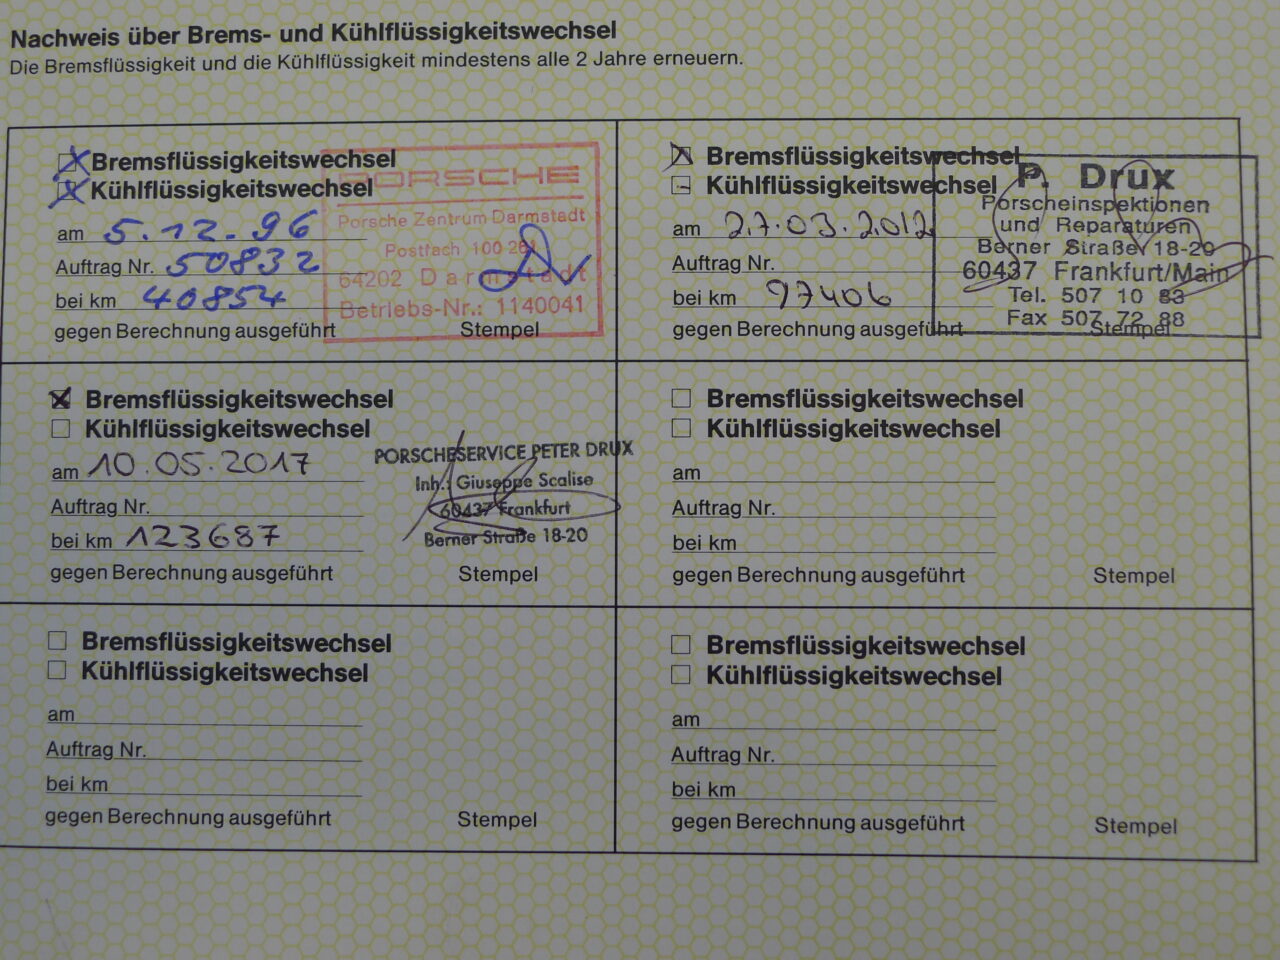 Nachweis über Brems- und Kühlflüssigkeitswechsel
Die Bremsflüssigkeit und die Kühlflüssigkeit mindestens alle 2 Jahre erneuern.
Bremsflüssigkeitswechsel
Kühlflüssigkeitswechsel
am 5.12.96
Auftrag Nr. 50832
bei km 40854
gegen Berechnung ausgeführt
Stempel
PORSCHE
Porsche Zentrum Darmstadt
Postfach 100 261
64202 Darmstadt
Betriebs-Nr.: 1140041
Bremsflüssigkeitswechsel
Kühlflüssigkeitswechsel
am 27.03.2012
Auftrag Nr.
bei km 97406
gegen Berechnung ausgeführt
Stempel
P. Drux
Porscheinspektionen
und Reparaturen
Berner Straße 18-20
60437 Frankfurt/Main
Tel. 507 10 83
Fax 507 72 88
Bremsflüssigkeitswechsel
Kühlflüssigkeitswechsel
am 10.05.2017
Auftrag Nr.
bei km 123687
gegen Berechnung ausgeführt
Stempel
PORSCHESERVICE PETER DRUX
Inh.: Giuseppe Scalise
60437 Frankfurt
Berner Straße 18-20
Bremsflüssigkeitswechsel
Kühlflüssigkeitswechsel
am
Auftrag Nr.
bei km
gegen Berechnung ausgeführt
Stempel
Bremsflüssigkeitswechsel
Kühlflüssigkeitswechsel
am
Auftrag Nr.
bei km
gegen Berechnung ausgeführt
Stempel
Bremsflüssigkeitswechsel
Kühlflüssigkeitswechsel
am
Auftrag Nr.
bei km
gegen Berechnung ausgeführt
Stempel